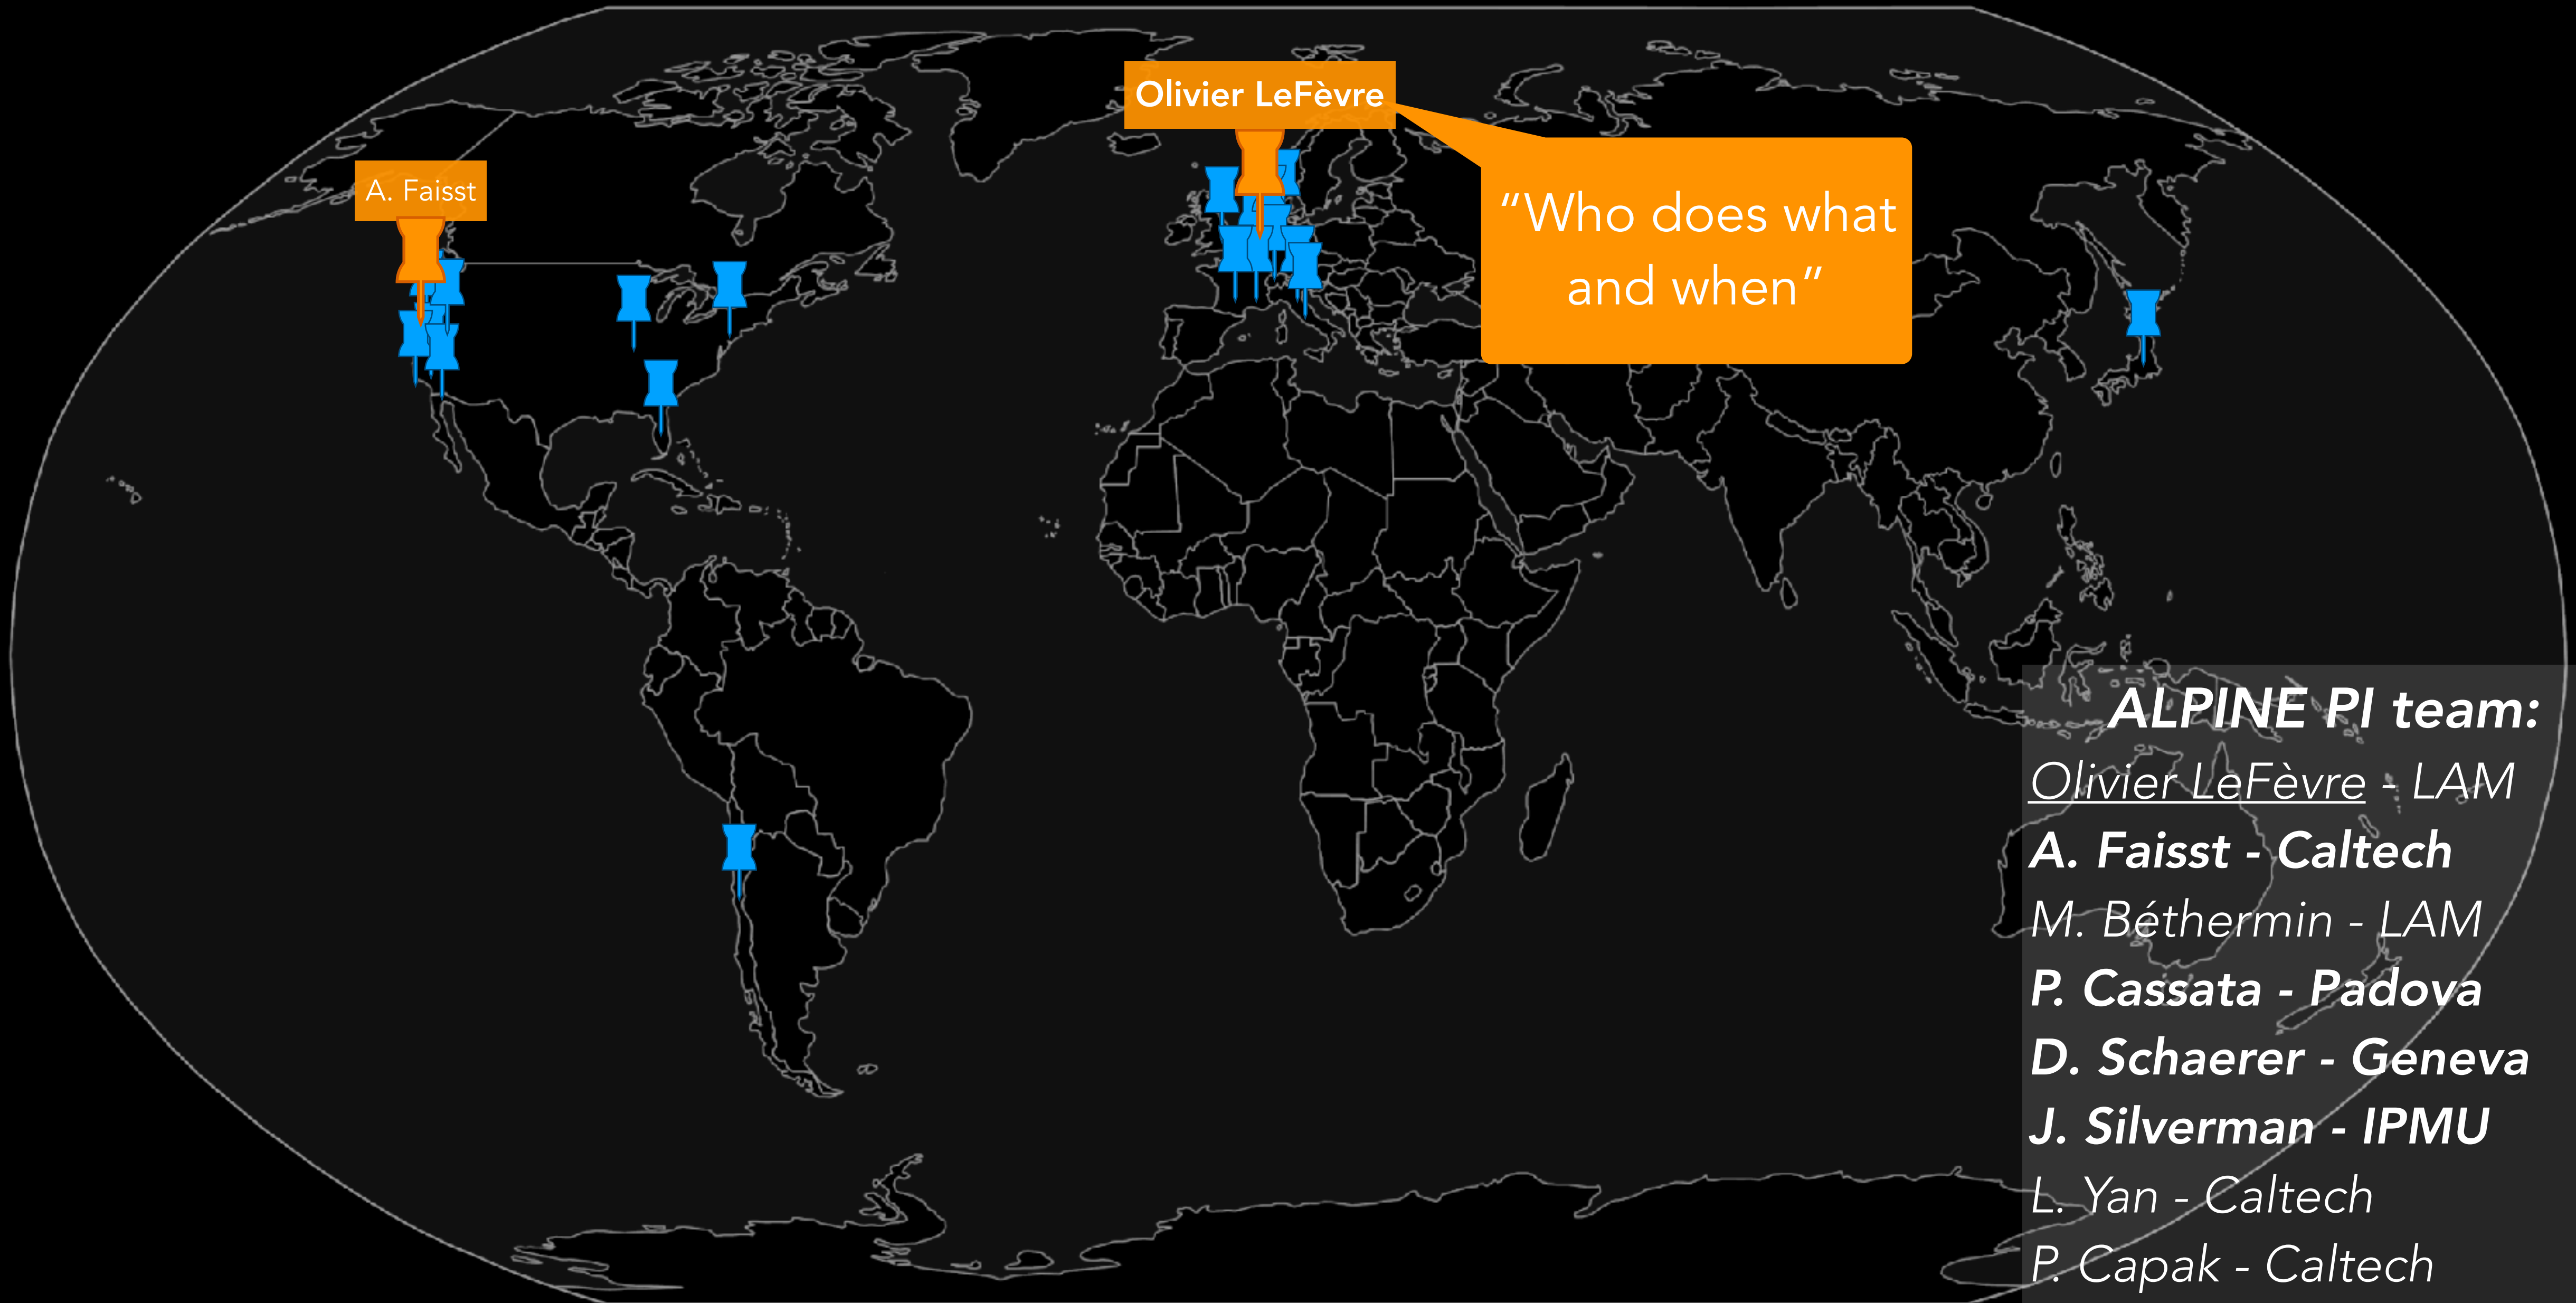 Olivier LeFèvre
A. Faisst
“Who does what
and when”
ALPINE PI team:
Olivier LeFèvre - LAM
A. Faisst - Caltech
M. Béthermin - LAM
P. Cassata - Padova
D. Schaerer - Geneva
J. Silverman - IPMU
L. Yan - Caltech
P. Capak - Caltech